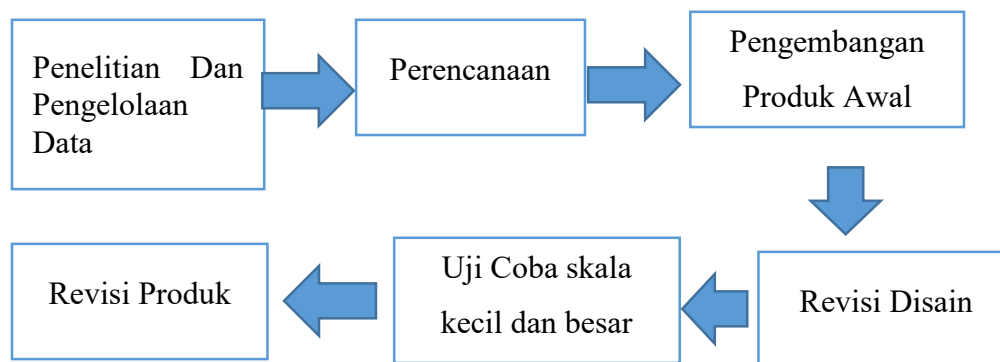 Penelitian Dan
Pengelolaan
Data
Perencanaan
Pengembangan
Produk Awal
Revisi Disain
Uji Coba skala
kecil dan besar
Revisi Produk